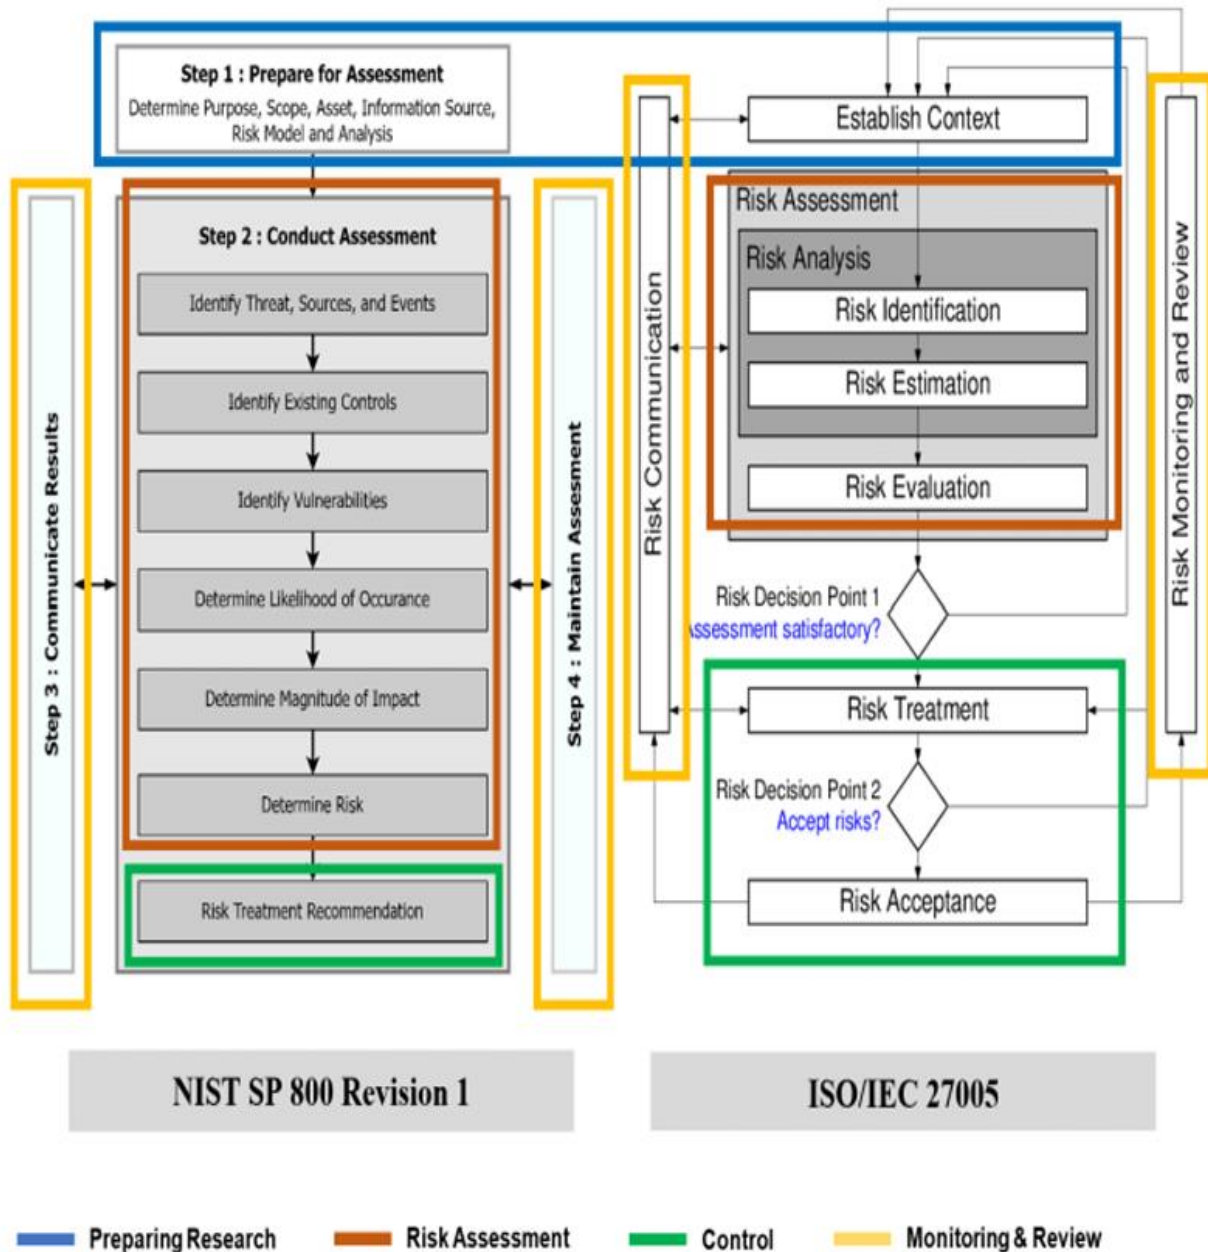 Step 1 : Prepare for Assessment
Determine Purpose, Scope, Asset, Information Source,
Risk Model and Analysis
Step 2 : Conduct Assessment
Identify Threat, Sources, and Events
Identify Existing Controls
Identify Vulnerabilities
Determine Likelihood of Occurance
Determine Magnitude of Impact
Determine Risk
Risk Treatment Recommendation
Step 3 : Communicate Results
Step 4 : Maintain Assesment
Establish Context
Risk Assessment
Risk Analysis
Risk Identification
Risk Estimation
Risk Evaluation
Risk Decision Point 1
Assessment satisfactory?
Risk Treatment
Risk Decision Point 2
Accept risks?
Risk Acceptance
Risk Communication
Risk Monitoring and Review
NIST SP 800 Revision 1
ISO/IEC 27005
Preparing Research
Risk Assessment
Control
Monitoring & Review